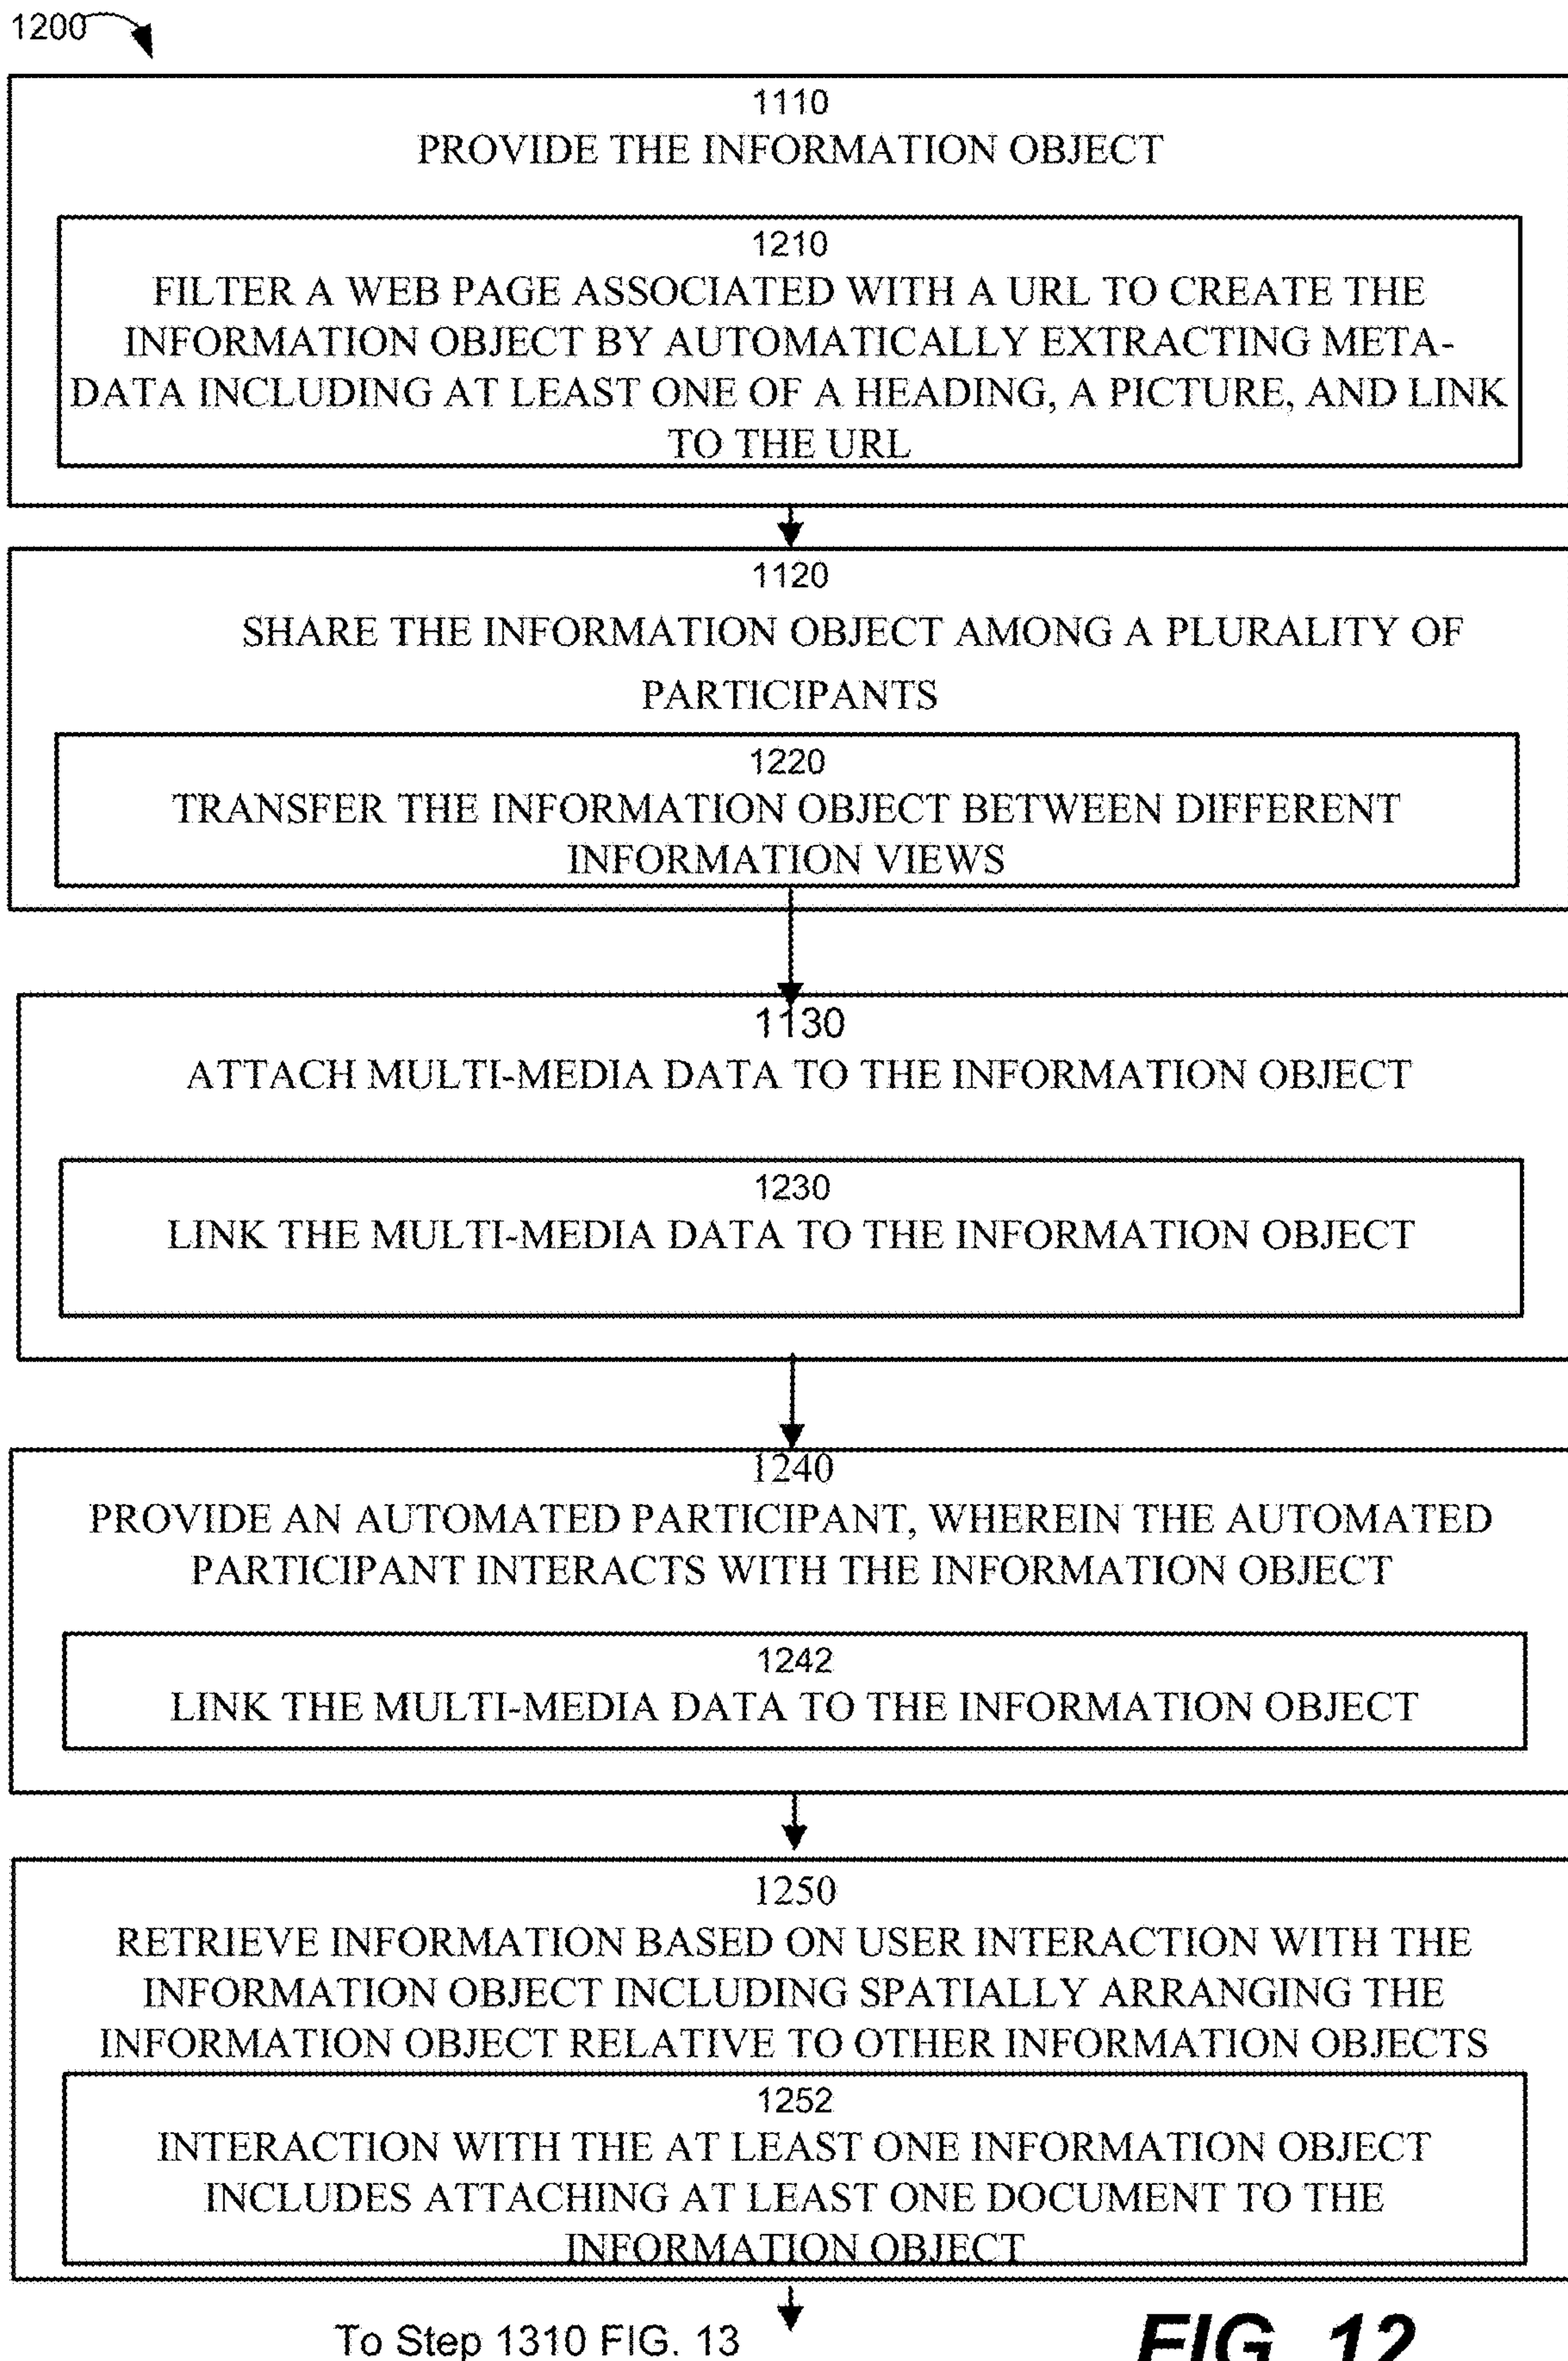 1200
1110
PROVIDE THE INFORMATION OBJECT
1210
FILTER A WEB PAGE ASSOCIATED WITH A URL TO CREATE THE
INFORMATION OBJECT BY AUTOMATICALLY EXTRACTING META-
DATA INCLUDING AT LEAST ONE OF A HEADING, A PICTURE, AND LINK
TO THE URL
1120
SHARE THE INFORMATION OBJECT AMONG A PLURALITY OF
PARTICIPANTS
1220
TRANSFER THE INFORMATION OBJECT BETWEEN DIFFERENT
INFORMATION VIEWS
1130
ATTACH MULTI-MEDIA DATA TO THE INFORMATION OBJECT
1230
LINK THE MULTI-MEDIA DATA TO THE INFORMATION OBJECT
1240
PROVIDE AN AUTOMATED PARTICIPANT, WHEREIN THE AUTOMATED
PARTICIPANT INTERACTS WITH THE INFORMATION OBJECT
1242
LINK THE MULTI-MEDIA DATA TO THE INFORMATION OBJECT
1250
RETRIEVE INFORMATION BASED ON USER INTERACTION WITH THE
INFORMATION OBJECT INCLUDING SPATIALLY ARRANGING THE
INFORMATION OBJECT RELATIVE TO OTHER INFORMATION OBJECTS
1252
INTERACTION WITH THE AT LEAST ONE INFORMATION OBJECT
INCLUDES ATTACHING AT LEAST ONE DOCUMENT TO THE
INFORMATION OBJECT
To Step 1310 FIG. 13
FIG. 12